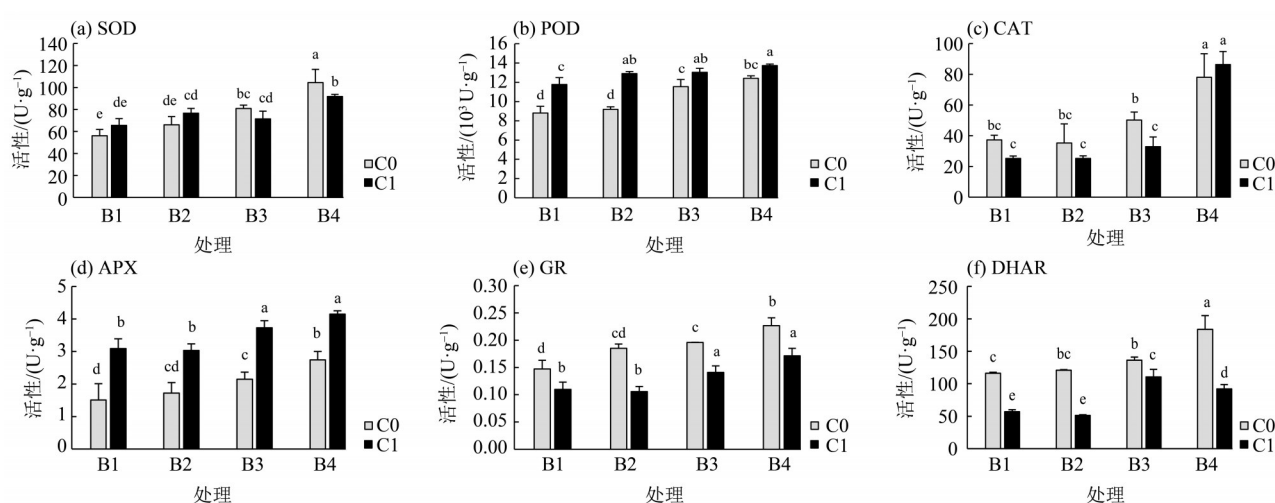 (a) SOD
140
120
100
80
60
40
20
0
活性/(U·g⁻¹)
e
de
de
cd
bc
cd
a
b
B1
B2
B3
B4
处理
C0
C1
(b) POD
16
14
12
10
8
6
4
2
0
活性/(10³ U·g⁻¹)
d
c
d
ab
c
ab
bc
a
B1
B2
B3
B4
处理
C0
C1
(c) CAT
100
80
60
40
20
0
活性/(U·g⁻¹)
bc
c
bc
c
b
c
a
a
B1
B2
B3
B4
处理
C0
C1
(d) APX
5
4
3
2
1
0
活性/(U·g⁻¹)
d
b
cd
b
c
a
b
a
B1
B2
B3
B4
处理
C0
C1
(e) GR
0.30
0.25
0.20
0.15
0.10
0.05
0.00
活性/(U·g⁻¹)
d
b
cd
b
c
a
b
a
B1
B2
B3
B4
处理
C0
C1
(f) DHAR
250
200
150
100
50
0
活性/(U·g⁻¹)
c
e
bc
e
b
c
a
d
B1
B2
B3
B4
处理
C0
C1